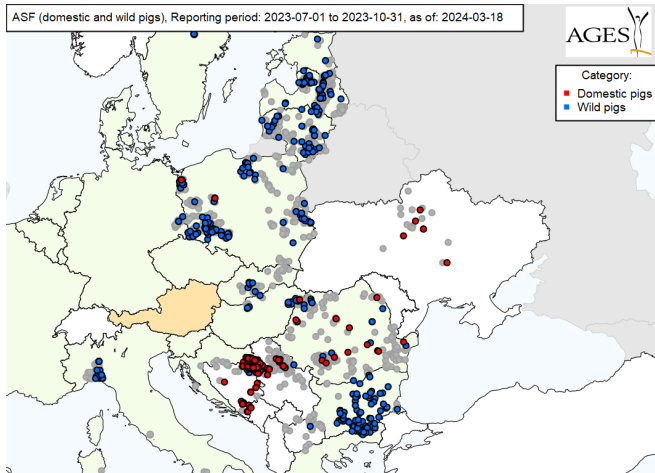 ASF (domestic and wild pigs), Reporting period: 2023-07-01 to 2023-10-31, as of: 2024-03-18
AGES
Category:
Domestic pigs
Wild pigs